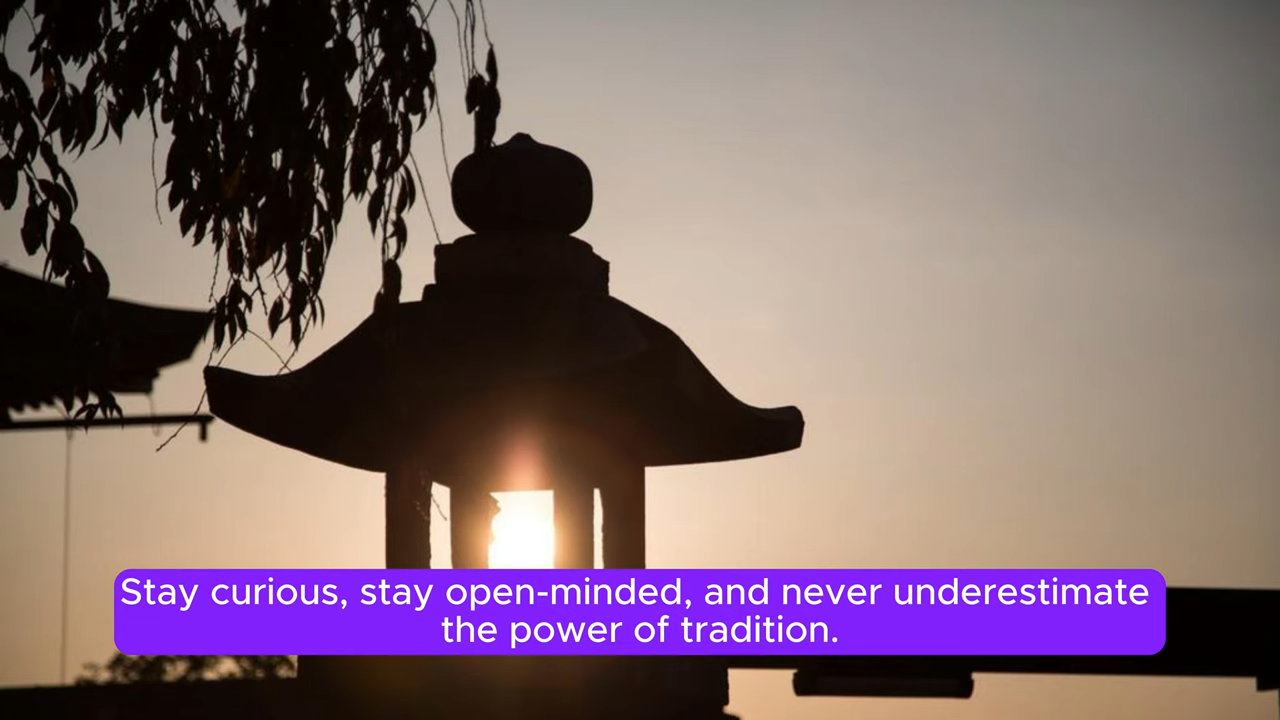 Stay curious, stay open-minded, and never underestimate
the power of tradition.